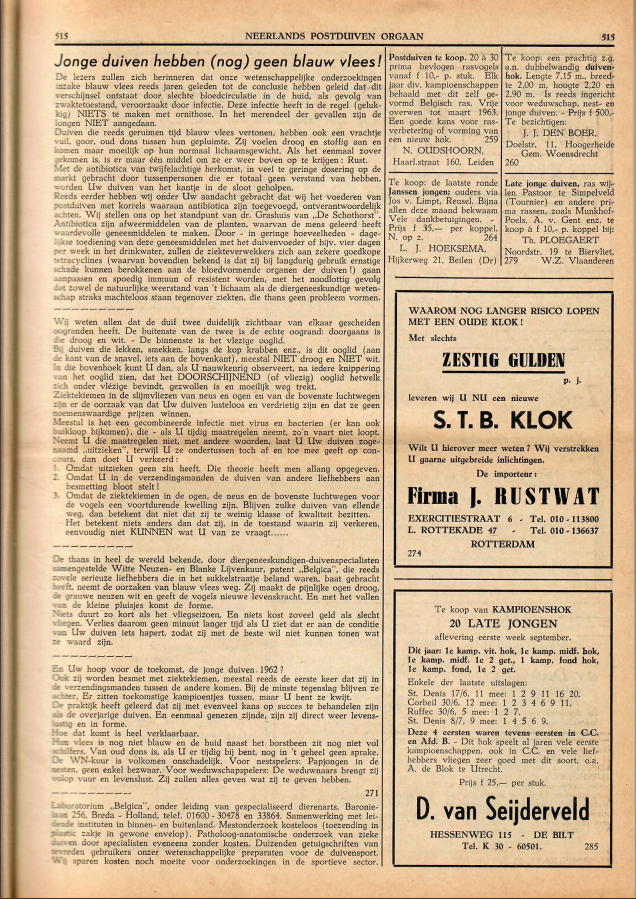 515
NEERLANDS POSTDUIVEN ORGAAN
515
Jonge duiven hebben (nog) geen blauw vlees!
De lezers zullen zich herinneren dat onze wetenschappelijke onderzoekingen
inzake blauw vlees reeds jaren geleden tot de conclusie hebben geleid dat dit
verschijnsel ontstaat door slechte bloedcirculatie in de huid, als gevolg van
zwaktetoestand, veroorzaakt door infectie. Deze infectie heeft in de regel (geluk-
kig) NIETS te maken met ornithose. In het merendeel der gevallen zijn de
longen NIET aangedaan.
Duiven die reeds geruimen tijd blauw vlees vertonen, hebben ook een vrachtje
vuil, goor, oud dons tussen hun gepluimte. Zij voelen droog en stoffig aan en
komen maar moeilijk op hun normaal lichaamsgewicht. Als het eenmaal zover
gekomen is, is er maar één middel om ze er weer boven op te krijgen: Rust.
Met de antibiotica van twijfelachtige herkomst, in veel te geringe dosering op de
markt gebracht door tussenpersonen die er totaal geen verstand van hebben,
worden Uw duiven van het kantje in de sloot geholpen.
Reeds eerder hebben wij onder Uw aandacht gebracht dat wij het voederen van
postduiven met korrels waaraan antibiotica zijn toegevoegd, ontverantwoordelijk
achten. Wij stellen ons op het standpunt van dr. Grashuis van „De Schothorst".
Antibiotica zijn afweermiddelen van de planten, waarvan de mens geleerd heeft
waardevolle geneesmiddelen te maken. Door - in geringe hoeveelheden - dage-
lijkse toediening van deze geneesmiddelen met het duivenvoeder of bijv. vier dagen
per week in het drinkwater, zullen de ziekteverwekkers zich aan zekere goedkope
tetracyclines (waarvan bovendien bekend is dat zij bij langdurig gebruik ernstige
schade kunnen berokkenen aan de bloedvormende organen der duiven!) gaan
aanpassen en spoedig immuun of resistent worden, met het noodlottig gevolg
dat zowel de natuurlijke weerstand van 't lichaam als de diergeneeskundige weten-
schap straks machteloos staan tegenover ziekten, die thans geen probleem vormen.
Wij weten allen dat de duif twee duidelijk zichtbar van elkaar gescheiden
oogranden heeft. De buitenste van de twee is de echte oogrand: doorgaans is
die droog en wit. - De binnenste is het vlezige ooglid.
Bij duiven die lekken, smekken, langs de kop krabben enz., is dit ooglid (aan
de kant van de snavel, iets aan de bovenkant), meestal NIET droog en NIET wit.
In die bovenhoek kunt U dan, als U nauwkeurig observeert, na iedere knippering
van het ooglid zien, dat het DOORSCHIJNEND (of vliezig) ooglid hetwelk
zich onder vlezige bevindt, gezwollen is en moeilijk weg trekt.
Ziektekiemen in de slijmvliezen van neus en ogen en van de bovenste luchtwegen
zijn er de oorzaak van dat Uw duiven lusteloos en verdrietig zijn en dat ze geen
noemenswaardige prijzen winnen.
Meestal is het een gecombineerde infectie met virus en bacterien (er kan ook
buikloop bijkomen), die - als U tijdig maatregelen neemt, zo'n vaart niet loopt.
Neemt U die maatregelen niet, met andere woorden, laat U Uw duiven zoge-
naamd „uitzieken", terwijl U ze ondertussen toch af en toe mee geeft op con-
cours, dan doet U verkeerd:
1. Omdat uitzieken geen zin heeft. Die theorie heeft men allang opgegeven.
2. Omdat U in de verzendingsmanden de duiven van andere liefhebbers aan
besmetting bloot stelt!
3. Omdat de ziektekiemen in de ogen, de neus en de bovenste luchtwegen voor
de vogels een voortdurende kwelling zijn. Blijven zulke duiven van ellende
weg, dan betekent dat niet dat zij te weinig klasse of kwaliteit bezitten.
Het betekent niets anders dan dat zij, in de toestand waarin zij verkeren,
eenvoudig niet KUNNEN wat U van ze vraagt......
De thans in heel de wereld bekende, door diergeneeskundigen-duivenspecialisten
samengestelde Witte Neuzen- en Blanke Lijvenkuur, patent „Belgica", die reeds
zovele serieuze liefhebbers die in het sukkelstraatje beland waren, baat gebracht
heeft, neemt de oorzaken van blauw vlees weg. Zij maakt de pijnlijke ogen droog,
de grauwe neuzen wit en geeft de vogels nieuwe levenskracht. En met het vallen
van de kleine pluisjes komt de forme.
Niets duurt zo kort als het vliegseizoen. En niets kost zoveel geld als slecht
vliegen. Verlies daarom geen minuut langer tijd als U ziet dat er aan de conditie
van Uw duiven iets hapert, zodat zij met de beste wil niet kunnen tonen wat
ze waard zijn.
En Uw hoop voor de toekomst, de jonge duiven 1962?
Ook zij worden besmet met ziektekiemen, meestal reeds de eerste keer dat zij in
de verzendingsmanden tussen de andere komen. Bij de minste tegenslag blijven ze
achter. Er zitten toekomstige kampioentjes tussen, maar U bent ze kwijt.
De praktijk heeft geleerd dat zij met evenveel kans op succes te behandelen zijn
als de overjarige duiven. En eenmaal genezen zijnde, zijn zij direct weer levens-
lustig en in forme.
Hoe dat komt is heel verklaarbaar.
Hun vlees is nog niet blauw en de huid naast het borstbeen zit nog niet vol
schilfers. Van oud dons is, als U er tijdig bij bent, nog in 't geheel geen sprake.
De WN-kuur is volkomen onschadelijk. Voor nestspelers: Papjongen in de
nesten, geen enkel bezwaar. Voor weduwschapspelers: De weduwnaars brengt zij
volop vuur en levenslust. Zij zullen alles geven wat zij te geven hebben.
271
Laboratorium „Belgica", onder leiding van gespecialiseerd dierenarts, Baronie-
laan 256, Breda - Holland, telef. 01600 - 30478 en 33864. Samenwerking met lei-
dende instituten in binnen- en buitenland. Mestonderzoek kosteloos (toezending in
plastic zakje in gewone envelop). Patholoog-anatomische onderzoek van zieke
duiven door specialisten eveneens zonder kosten. Duizenden getuigschriften van
tevreden gebruikers onzer wetenschappelijke preparaten voor de duivensport.
Wij sparen kosten noch moeite voor onderzoekingen in de sportieve sector.
Postduiven te koop. 20 à 30
prima bevlogen rasvogels
vanaf f 10,- p. stuk. Elk
jaar div. kampioenschappen
behaald met dit zelf ge-
vormd Belgisch ras. Vrije
overwen tot maart 1963.
Een goede kans voor ras-
verbetering of vorming van
een nieuw hok. 259
N. OUDSHOORN,
Haarl.straat 160, Leiden
Te koop: de laatste ronde
jannsen jongen; ouders via
Jos v. Limpt, Reusel. Bijna
allen deze maand bekwaam
Vele dankbetuigingen. -
Prijs f 35,— per koppel.
N. op z. 264
L. J. HOEKSEMA,
Hijkerweg 21, Beilen (Dr)
Te koop: een prachtig z.g.
a.n. dubbelwandig duiven-
hok. Lengte 7,15 m., breed-
te 2,00 m, hoogte 2,20 en
2,90 m. Is reeds ingericht
voor weduwschap, nest- en
jonge duiven. - Prijs f 500,-
Te bezichtigen:
J. J. DEN BOER,
Doelstr. 11, Hoogerheide
Gem. Woensdrecht
260
Late jonge duiven, ras wij-
len Pastoor te Simpelveld
(Tournier) en andere pri-
ma rassen, zoals Munkhof-
Poels, A. v. Gent enz. te
koop à f 10,- p. koppel bij:
Th. PLOEGAERT
Noordstr. 19 te Biervliet,
279 W.Z. Vlaanderen
WAAROM NOG LANGER RISICO LOPEN
MET EEN OUDE KLOK!
Met slechts
ZESTIG GULDEN
p. j.
leveren wij U NU een nieuwe
S.T.B. KLOK
Wilt U hierover meer weten? Wij verstrekken
U gaarne uitgebreide inlichtingen.
De importeur:
Firma J. RUSTWAT
EXERCITIESTRAAT 6 - Tel. 010-113800
L. ROTTEKADE 47 - Tel. 010-136637
ROTTERDAM
274
Te koop van KAMPIOENSHOK
20 LATE JONGEN
aflevering eerste week september.
Dit jaar: 1e kamp. vit. hok, 1e kamp. midf. hok,
1e kamp. midf. 1e 2 get., 1 kamp. fond hok,
1e kamp. fond, 1e 2 get.
Enkele der laatste uitslagen:
St. Denis 17/6, 11 mee: 1 2 9 11 16 20.
Corbeil 30/6, 12 mee: 1 2 3 4 6 9 11.
Ruffec 30/6, 5 mee: 1 2 7.
St. Denis 8/7, 9 mee: 1 4 5 6 9.
Deze 4 eersten waren tevens eersten in C.C.
en Afd. B. - Dit hok speelt al jaren vele eerste
kampioenschappen, ook in C.C. en vele lief-
hebbers vliegen zeer goed met dit soort, o.a.
A. de Blok te Utrecht.
Prijs f 25,— per stuk.
D. van Seijderveld
HESSENWEG 115 - DE BILT
Tel. K 30 - 60501. 285